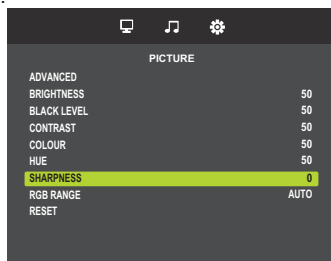 PICTURE
ADVANCED
BRIGHTNESS 50
BLACK LEVEL 50
CONTRAST 50
COLOUR 50
HUE 50
SHARPNESS 0
RGB RANGE AUTO
RESET